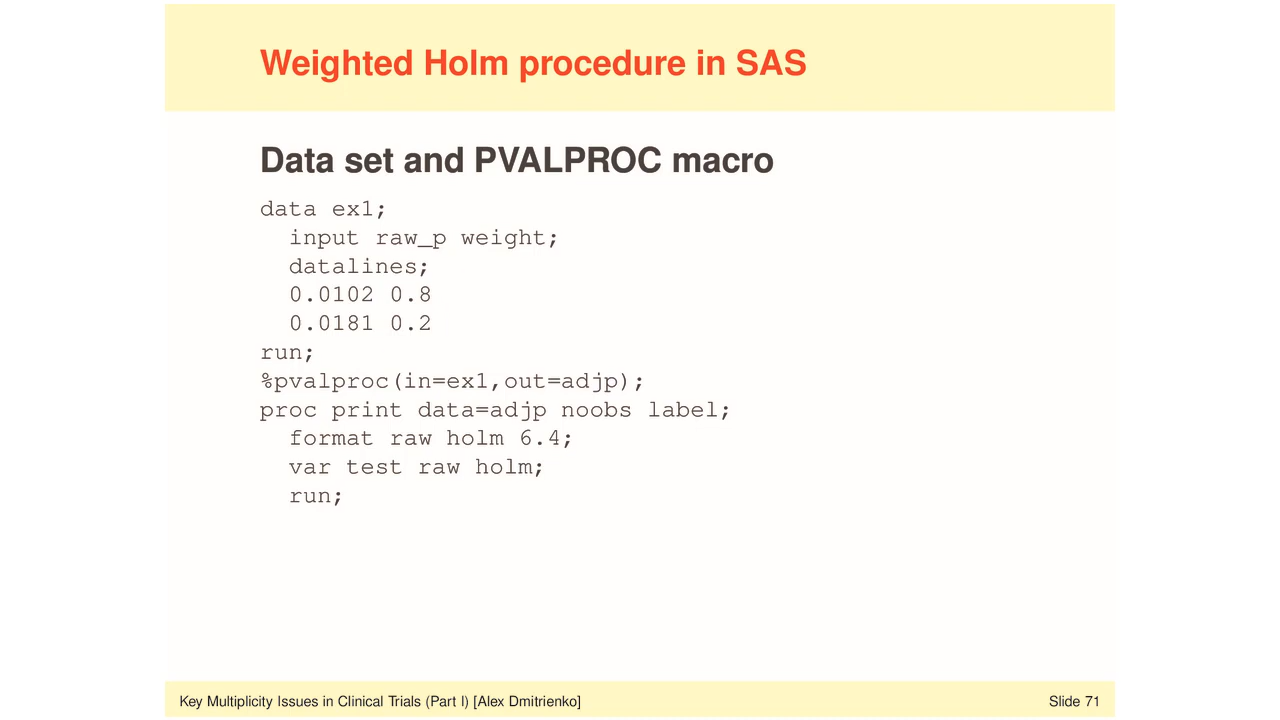 Weighted Holm procedure in SAS
Data set and PVALPROC macro
data ex1;
input raw_p weight;
datalines;
0.0102 0.8
0.0181 0.2
run;
%pvalproc(in=ex1,out=adjp);
proc print data=adjp noobs label;
format raw holm 6.4;
var test raw holm;
run;
Key Multiplicity Issues in Clinical Trials (Part I) [Alex Dmitrienko]
Slide 71